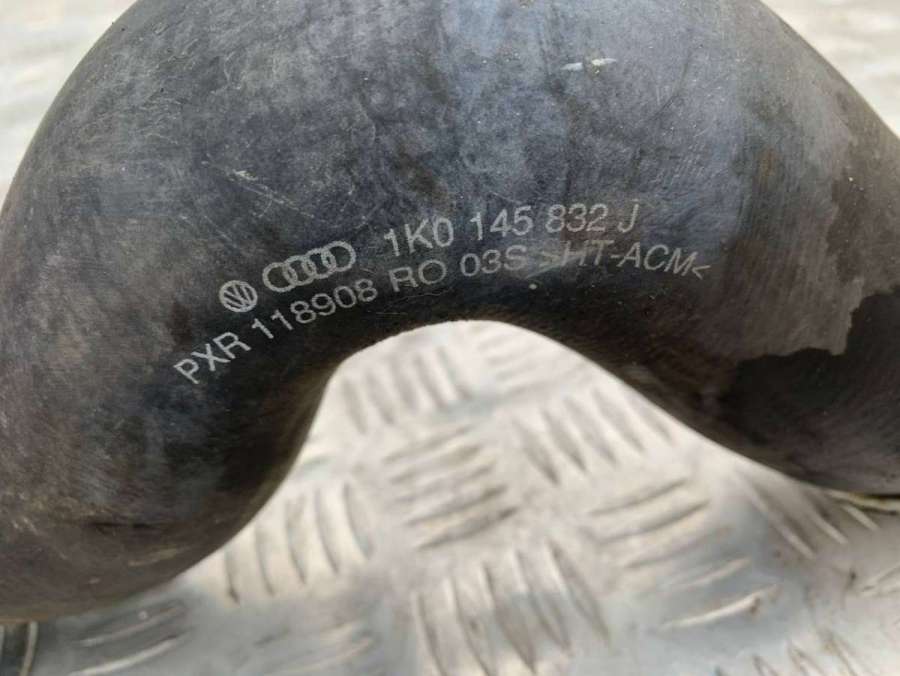 1K0 145 832 J
PXR 118908 RO 03S >HT-ACM<